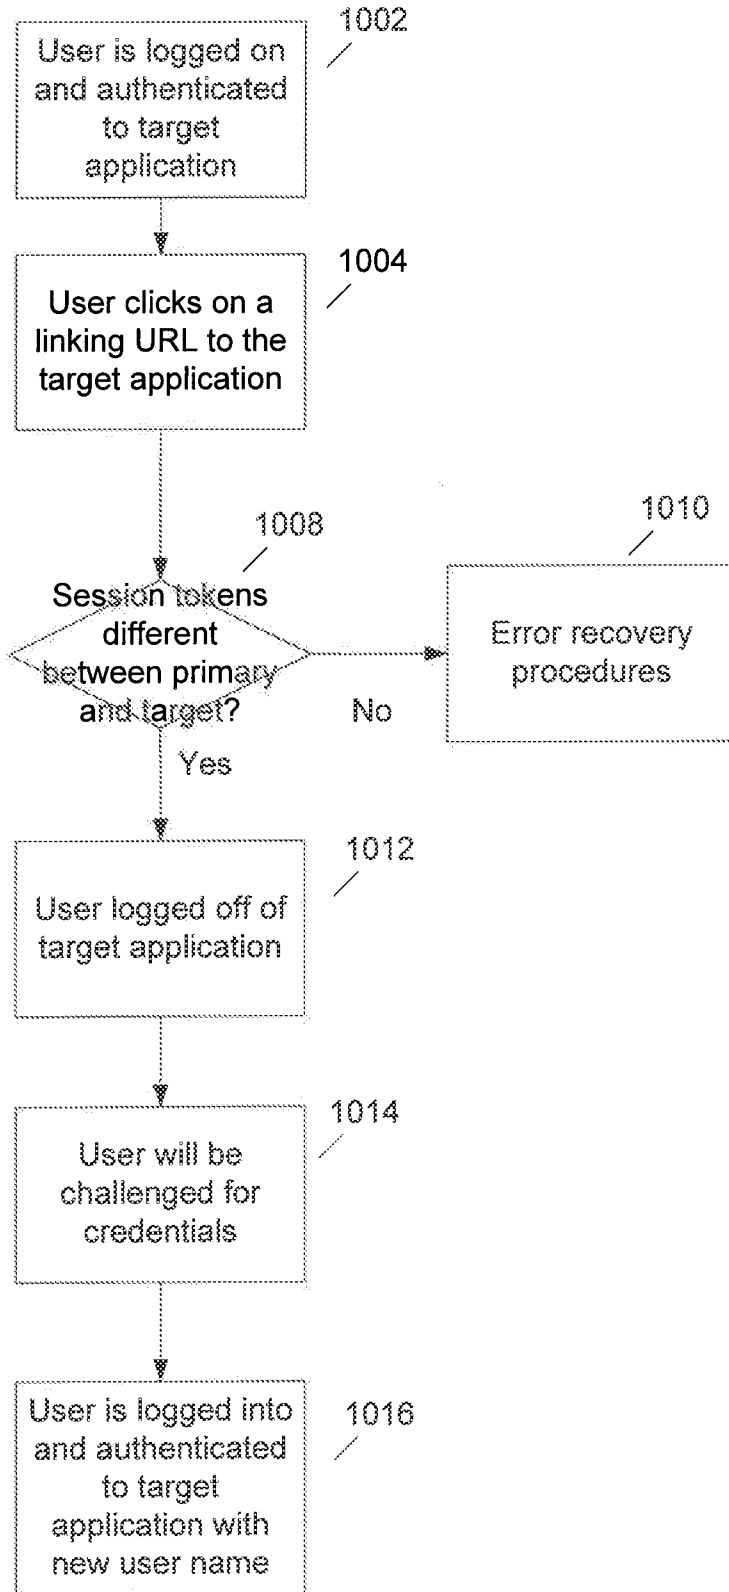 1002
User is logged on
and authenticated
to target
application
1004
User clicks on a
linking URL to the
target application
1008
Session tokens
different
between primary
and target?
No
Yes
1010
Error recovery
procedures
1012
User logged off of
target application
1014
User will be
challenged for
credentials
1016
User is logged into
and authenticated
to target
application with
new user name